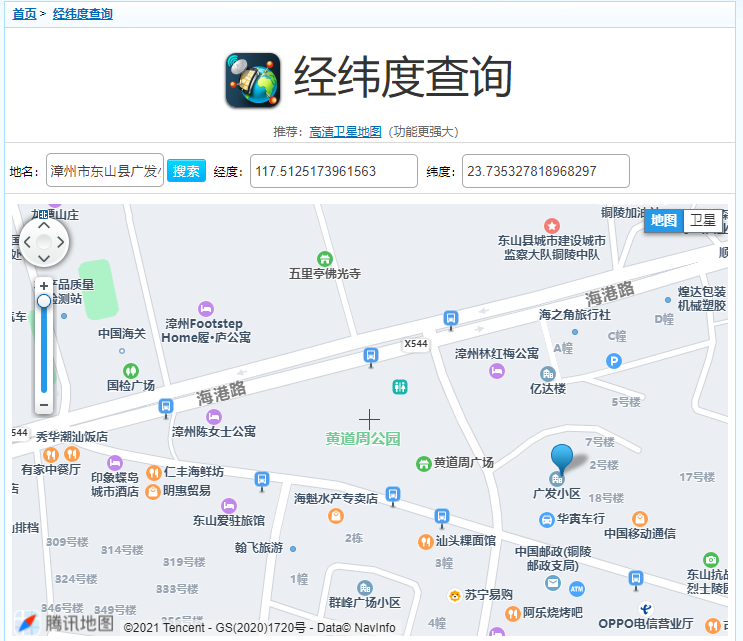 首页 > 经纬度查询
经纬度查询
推荐：高清卫星地图（功能更强大）
地名： 漳州市东山县广发小 搜索 经度： 117.5125173961563 纬度： 23.735327818968297
地图 卫星
铜陵加油站
东山县城市建设城市
监察大队铜陵中队
五里亭佛光寺
产品质量
检测站
汽车
中国海关
漳州Footstep
Home履·庐公寓
海港路
煌达包装
机械塑胶
海之角旅行社
D幢
C幢
A幢
X544
漳州林红梅公寓
国检广场
亿达楼
海港路
5号楼
544
漳州陈女士公寓
黄道周公园
秀华潮汕饭店
7号楼
有家中餐厅
仁丰海鲜坊
黄道周广场
2号楼
印象蝶岛
城市酒店
明惠贸易
17号楼
广发小区
18号楼
海魁水产专卖店
东山爱驻旅馆
华寅车行
排档
2栋
中国移动通信
309号楼
314号楼
翰飞旅游
汕头粿面馆
中国邮政(铜陵
邮政支局)
319号楼
3幢
324号楼
333号楼
1幢
ATM
东山抗战
烈士陵园
群峰广场小区
苏宁易购
346号楼
349号楼
阿乐烧烤吧
4幢
OPPO电信营业厅
腾讯地图
©2021 Tencent - GS(2020)1720号 - Data© NavInfo